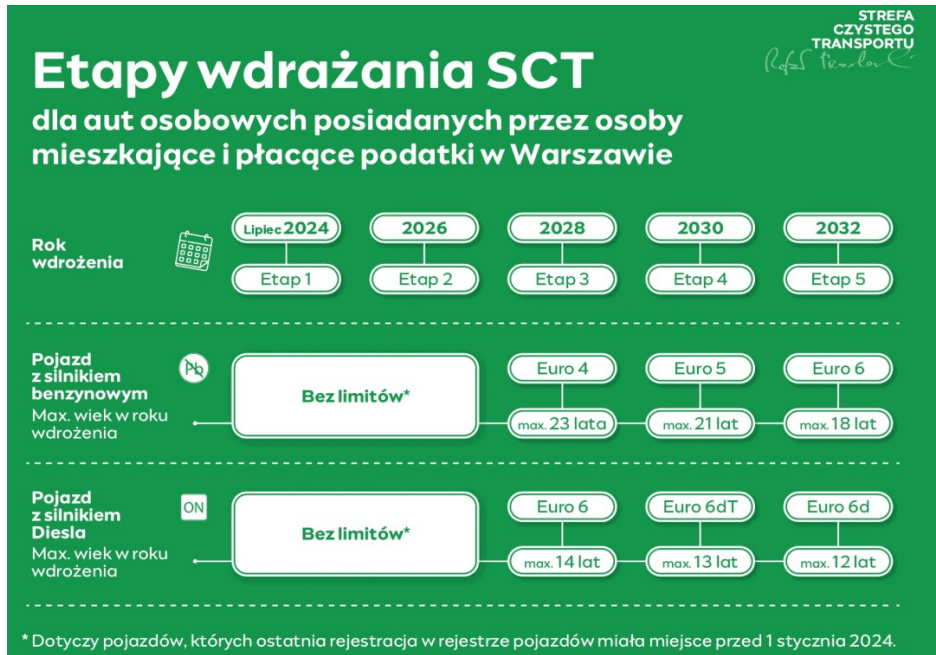 STREFA
CZYSTEGO
TRANSPORTU
Etapy wdrażania SCT
dla aut osobowych posiadanych przez osoby
mieszkające i płacące podatki w Warszawie
Rok
wdrożenia
Lipiec 2024 2026 2028 2030 2032
Etap 1 Etap 2 Etap 3 Etap 4 Etap 5
Pojazd
z silnikiem
benzynowym
Max. wiek w roku
wdrożenia
Pb
Bez limitów*
Euro 4 Euro 5 Euro 6
max. 23 lata max. 21 lat max. 18 lat
Pojazd
z silnikiem
Diesla
Max. wiek w roku
wdrożenia
ON
Bez limitów*
Euro 6 Euro 6dT Euro 6d
max. 14 lat max. 13 lat max. 12 lat
* Dotyczy pojazdów, których ostatnia rejestracja w rejestrze pojazdów miała miejsce przed 1 stycznia 2024.